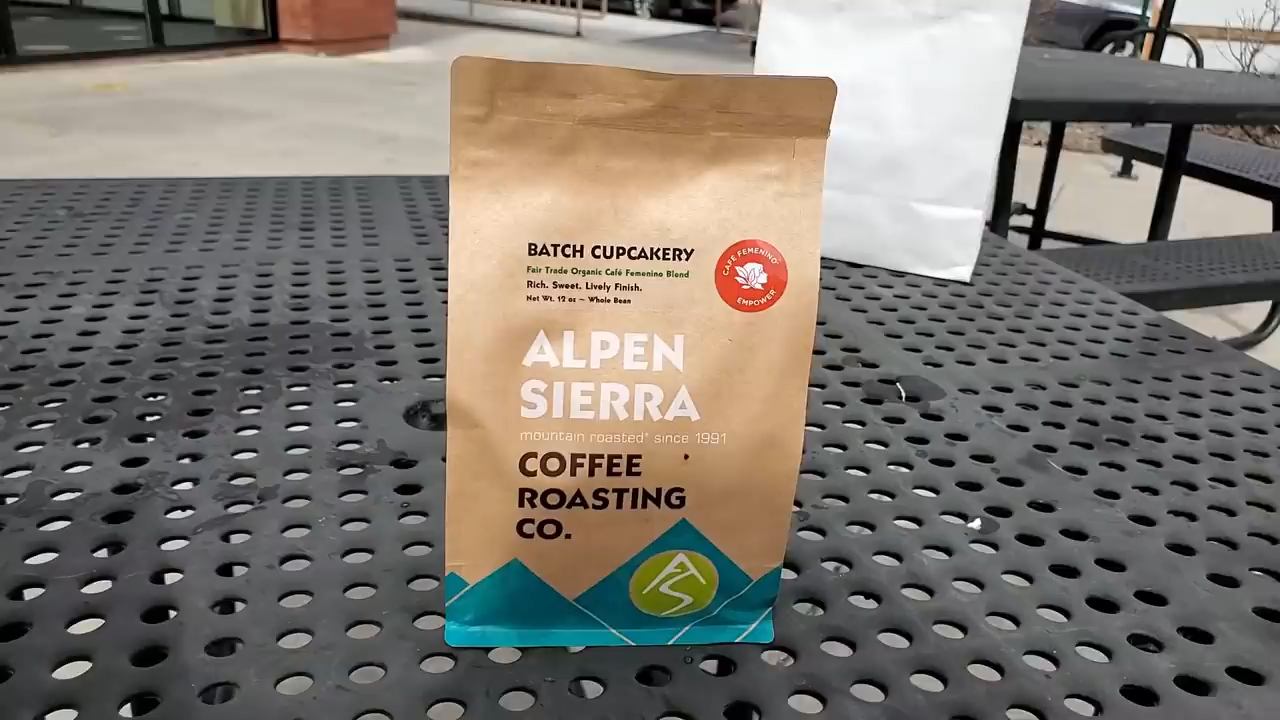 BATCH CUPCAKERY
Fair Trade Organic Café Femenino Blend
Rich. Sweet. Lively Finish.
Net Wt. 12 oz ~ Whole Bean
CAFÉ FEMENINO®
EMPOWER
ALPEN
SIERRA
mountain roasted® since 1991
COFFEE
ROASTING
CO.